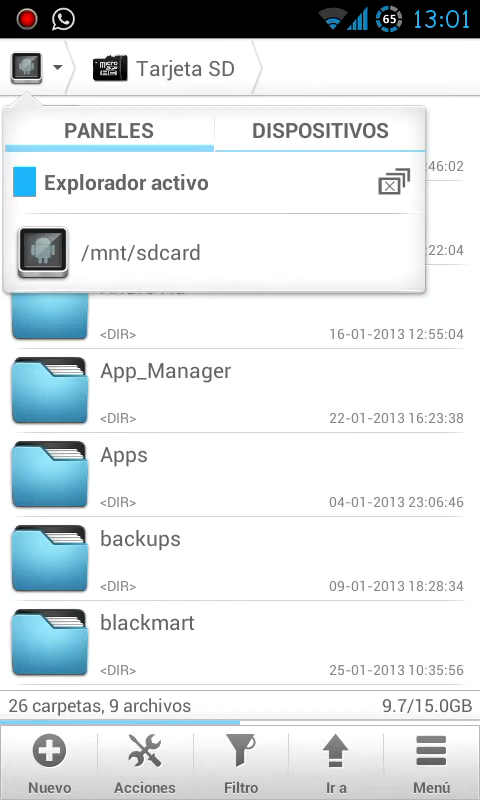 65 13:01
micro
Tarjeta SD
PANELES DISPOSITIVOS
46:02
Explorador activo
22:04
/mnt/sdcard
<DIR> 16-01-2013 12:55:04
App_Manager
<DIR> 22-01-2013 16:23:38
Apps
<DIR> 04-01-2013 23:06:46
backups
<DIR> 09-01-2013 18:28:34
blackmart
<DIR> 25-01-2013 10:35:56
26 carpetas, 9 archivos 9.7/15.0GB
Nuevo Acciones Filtro Ir a Menú